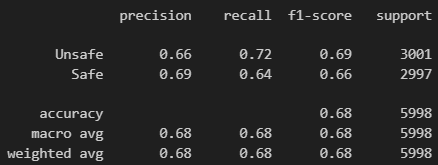 precision recall f1-score support
Unsafe 0.66 0.72 0.69 3001
Safe 0.69 0.64 0.66 2997
accuracy 0.68 5998
macro avg 0.68 0.68 0.68 5998
weighted avg 0.68 0.68 0.68 5998